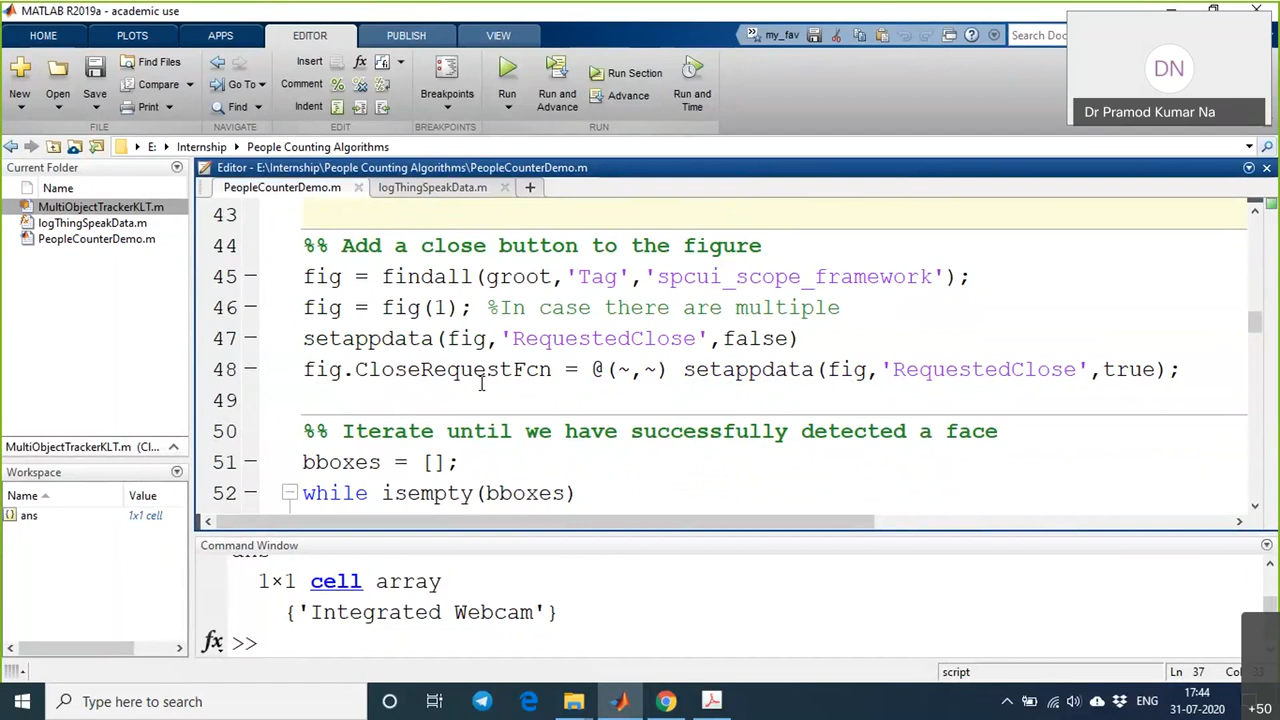 MATLAB R2019a - academic use
HOME PLOTS APPS EDITOR PUBLISH VIEW
my_fav
Search Doc
DN
Dr Pramod Kumar Na
New Open Save
Find Files
Compare
Print
FILE
Go To
Find
NAVIGATE
Insert
Comment
Indent
EDIT
Breakpoints
BREAKPOINTS
Run
Run and Advance
Run Section
Advance
Run and Time
RUN
E: Internship People Counting Algorithms
Current Folder
Name
MultiObjectTrackerKLT.m
logThingSpeakData.m
PeopleCounterDemo.m
MultiObjectTrackerKLT.m (Cl...
Workspace
Name Value
ans 1x1 cell
Editor - E:\Internship\People Counting Algorithms\PeopleCounterDemo.m
PeopleCounterDemo.m logThingSpeakData.m
43
44 %% Add a close button to the figure
45 fig = findall(groot,'Tag','spcui_scope_framework');
46 fig = fig(1); %In case there are multiple
47 setappdata(fig,'RequestedClose',false)
48 fig.CloseRequestFcn = @(~,~) setappdata(fig,'RequestedClose',true);
49
50 %% Iterate until we have successfully detected a face
51 bboxes = [];
52 while isempty(bboxes)
Command Window
1×1 cell array
{'Integrated Webcam'}
fx >>
script Ln 37
Type here to search
ENG
17:44
31-07-2020
+50